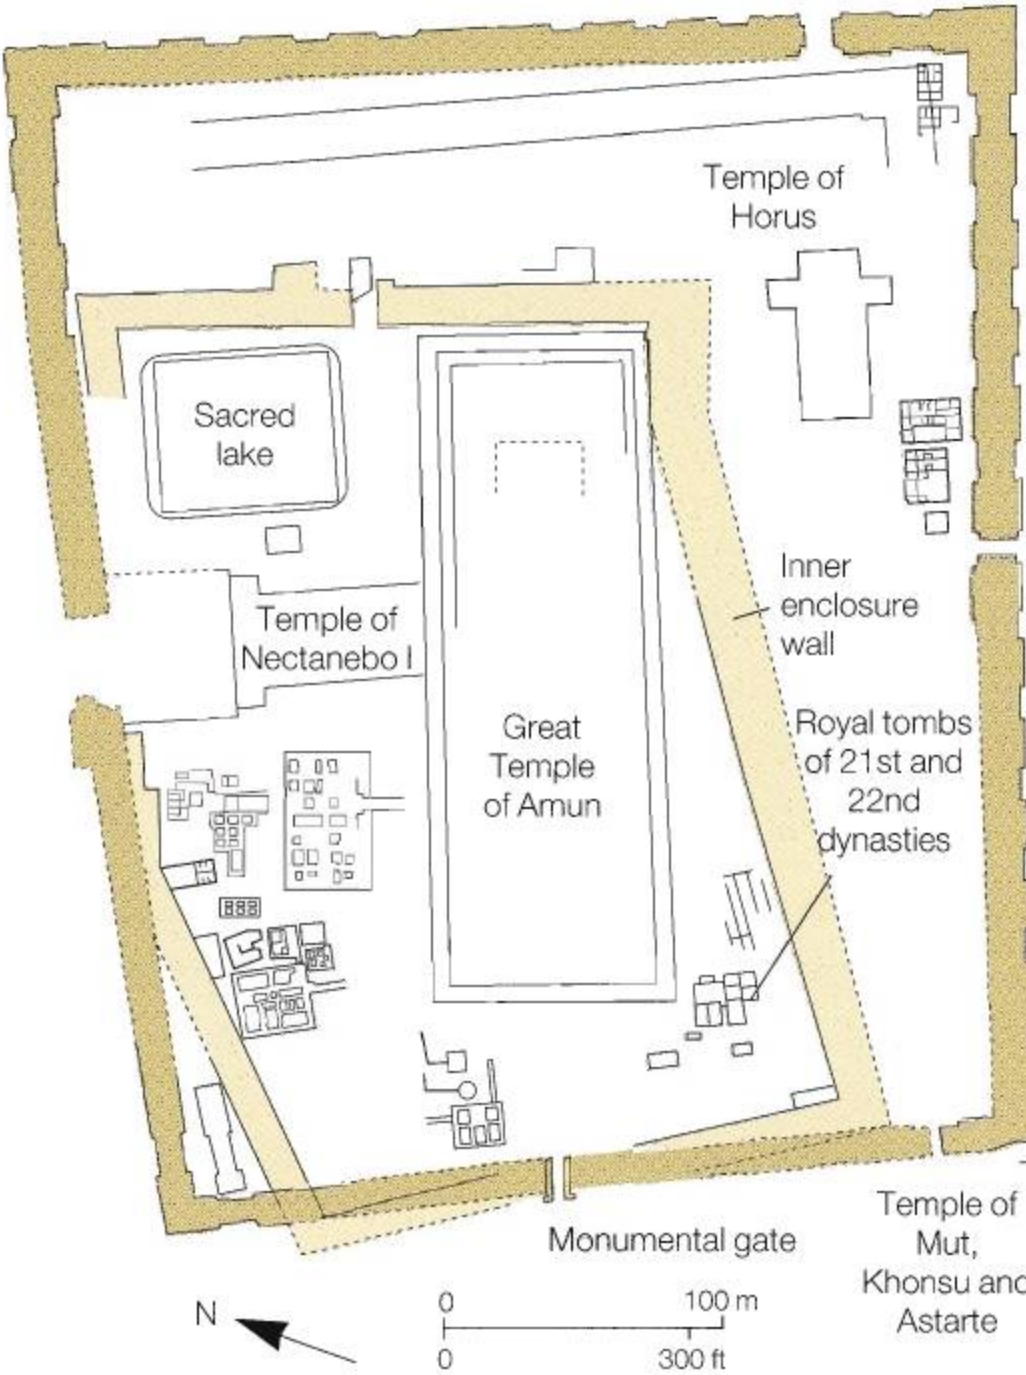 Temple of
Horus
Sacred
lake
Inner
enclosure
wall
Temple of
Nectanebo I
Great
Temple
of Amun
Royal tombs
of 21st and
22nd
dynasties
Monumental gate
Temple of
Mut,
Khonsu and
Astarte
N
0 100 m
0 300 ft